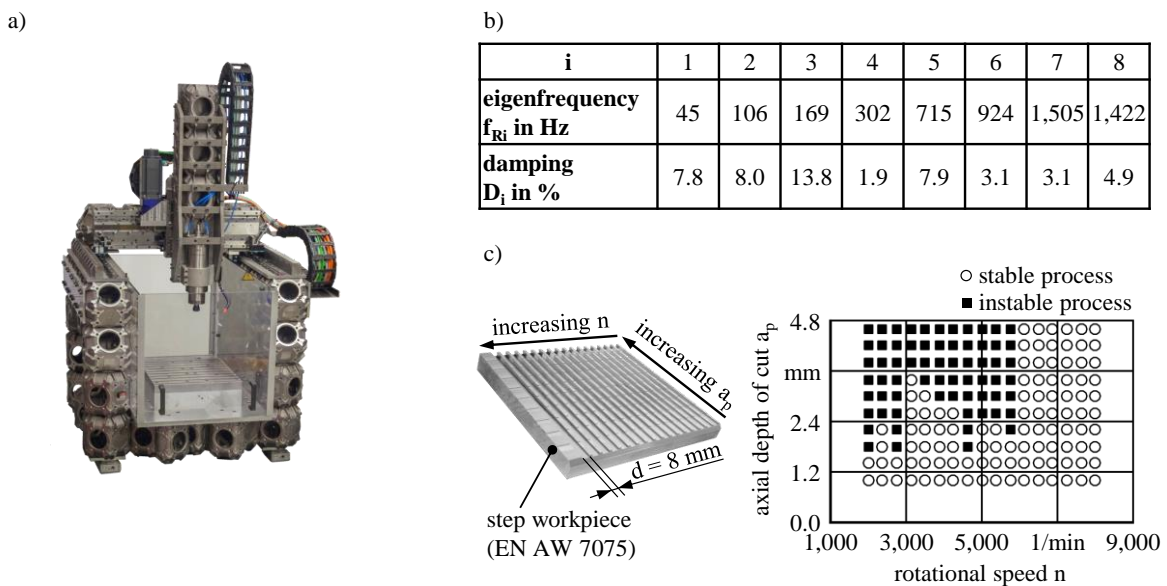 a)
b)
i 1 2 3 4 5 6 7 8
eigenfrequency
f_Ri in Hz 45 106 169 302 715 924 1,505 1,422
damping
D_i in % 7.8 8.0 13.8 1.9 7.9 3.1 3.1 4.9
c)
increasing n
increasing a_p
d = 8 mm
step workpiece
(EN AW 7075)
○ stable process
■ instable process
axial depth of cut a_p
4.8
mm
2.4
1.2
0.0
1,000 3,000 5,000 1/min 9,000
rotational speed n